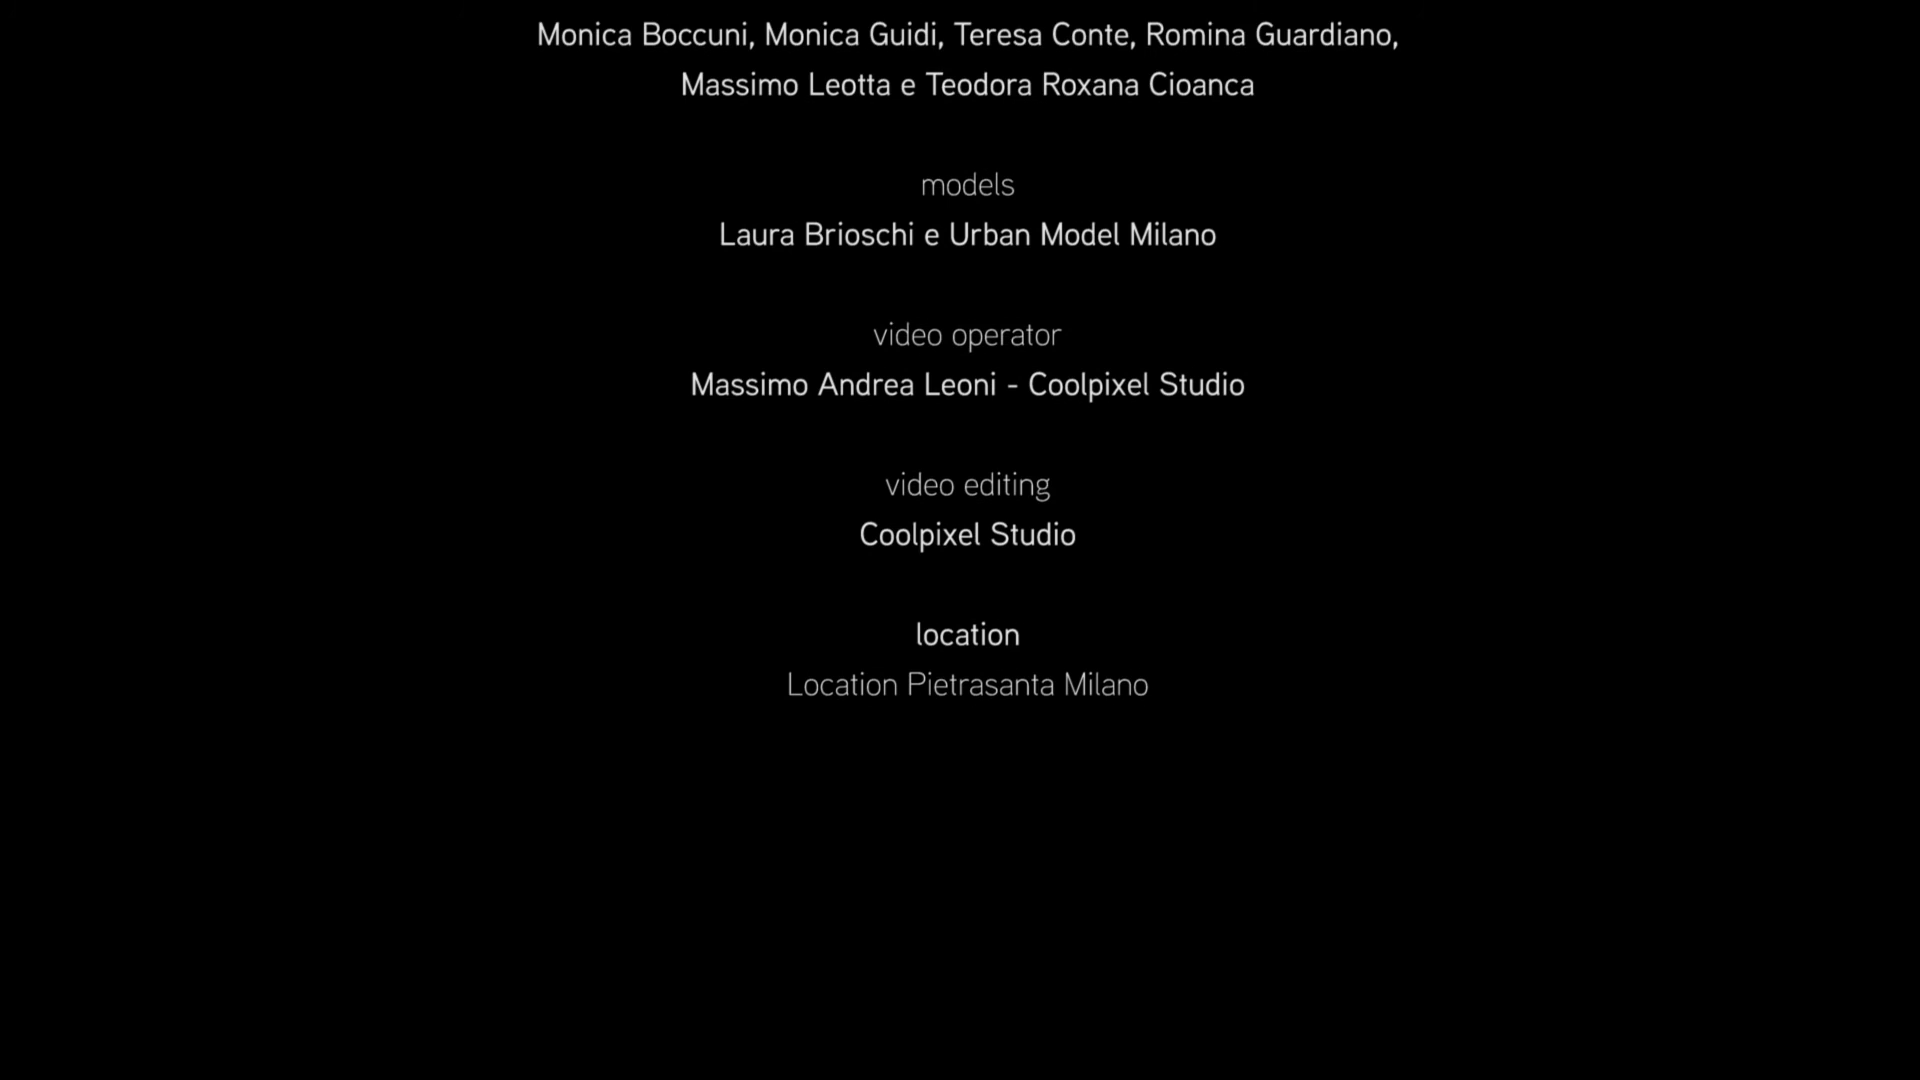 Monica Boccuni, Monica Guidi, Teresa Conte, Romina Guardiano,
Massimo Leotta e Teodora Roxana Cioanca
models
Laura Brioschi e Urban Model Milano
video operator
Massimo Andrea Leoni - Coolpixel Studio
video editing
Coolpixel Studio
location
Location Pietrasanta Milano